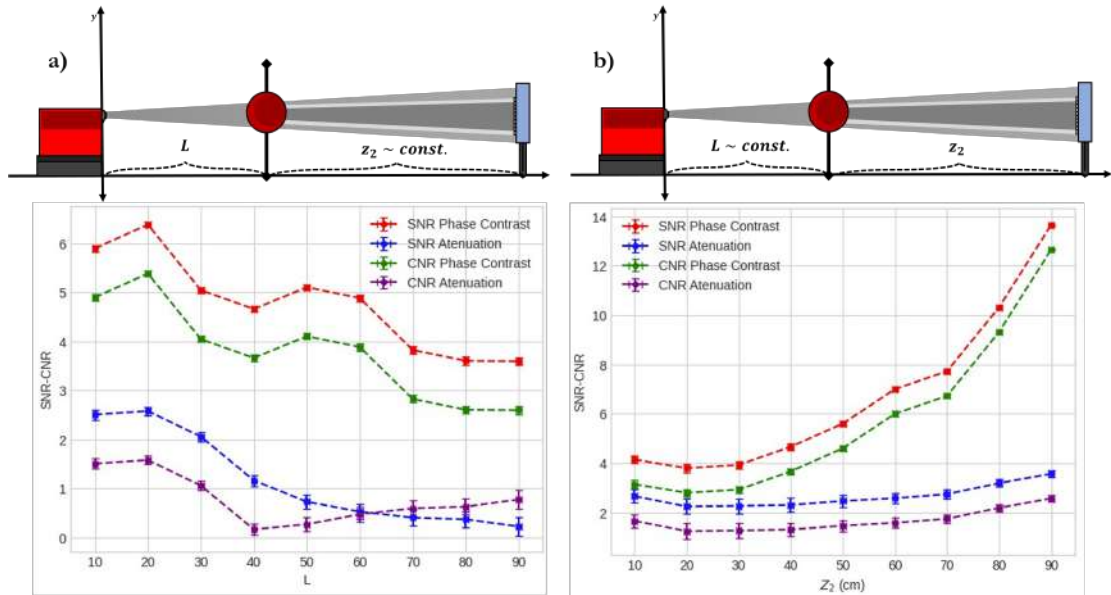 a)
y
L
z₂ ~ const.
SNR-CNR
6
5
4
3
2
1
0
SNR Phase Contrast
SNR Atenuation
CNR Phase Contrast
CNR Atenuation
10 20 30 40 50 60 70 80 90
L
b)
y
L ~ const.
z₂
SNR-CNR
14
12
10
8
6
4
2
SNR Phase Contrast
SNR Atenuation
CNR Phase Contrast
CNR Atenuation
10 20 30 40 50 60 70 80 90
Z₂ (cm)